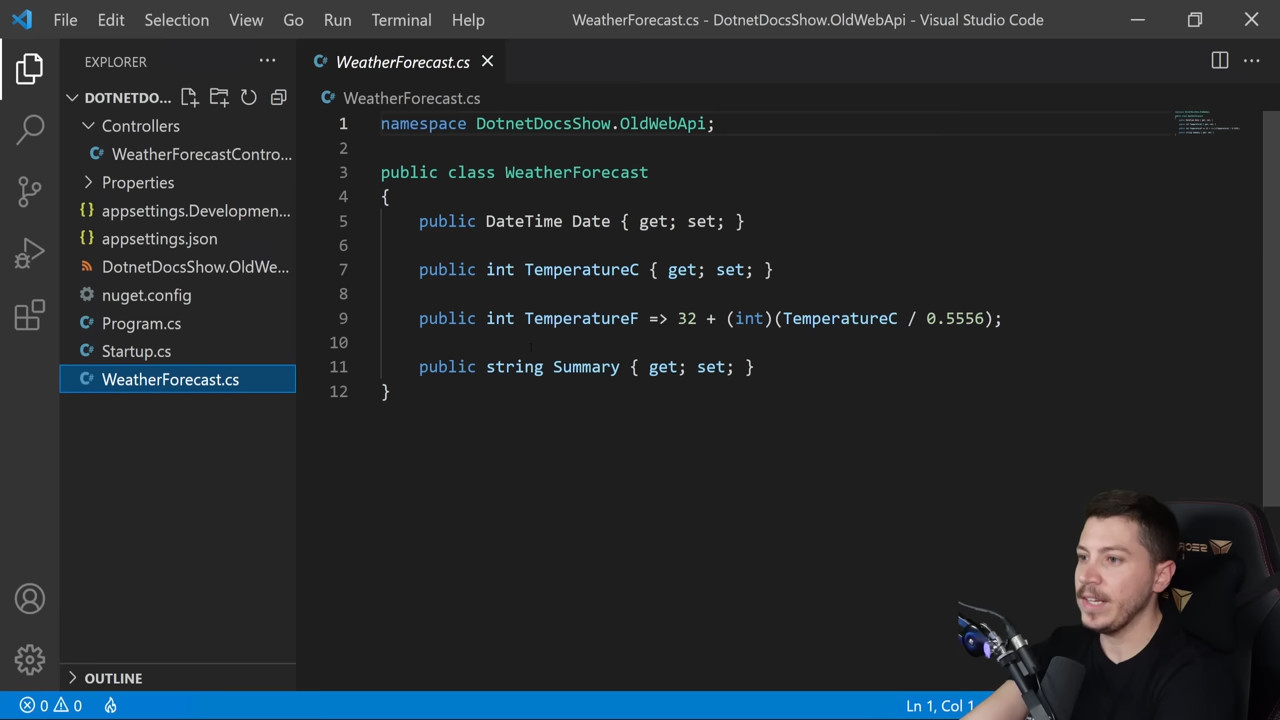 File Edit Selection View Go Run Terminal Help
WeatherForecast.cs - DotnetDocsShow.OldWebApi - Visual Studio Code
EXPLORER
DOTNETDO...
Controllers
C# WeatherForecastContro...
Properties
{} appsettings.Developmen...
{} appsettings.json
DotnetDocsShow.OldWe...
nuget.config
C# Program.cs
C# Startup.cs
C# WeatherForecast.cs
OUTLINE
C# WeatherForecast.cs
C# WeatherForecast.cs
1 namespace DotnetDocsShow.OldWebApi;
2
3 public class WeatherForecast
4 {
5 public DateTime Date { get; set; }
6
7 public int TemperatureC { get; set; }
8
9 public int TemperatureF => 32 + (int)(TemperatureC / 0.5556);
10
11 public string Summary { get; set; }
12 }
0 0
Ln 1, Col 1